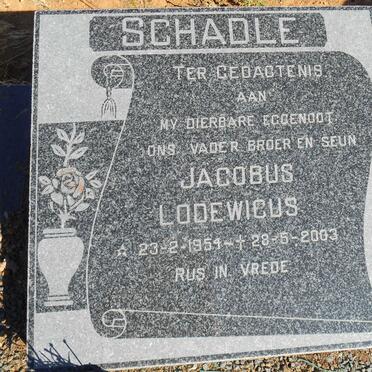 SCHADLE
TER GEDAGTENIS
AAN
MY DIERBARE EGGENOOT
ONS VADER BROER EN SEUN
JACOBUS
LODEWICUS
☆ 23-2-1954 - † 28-5-2003
RUS IN VREDE